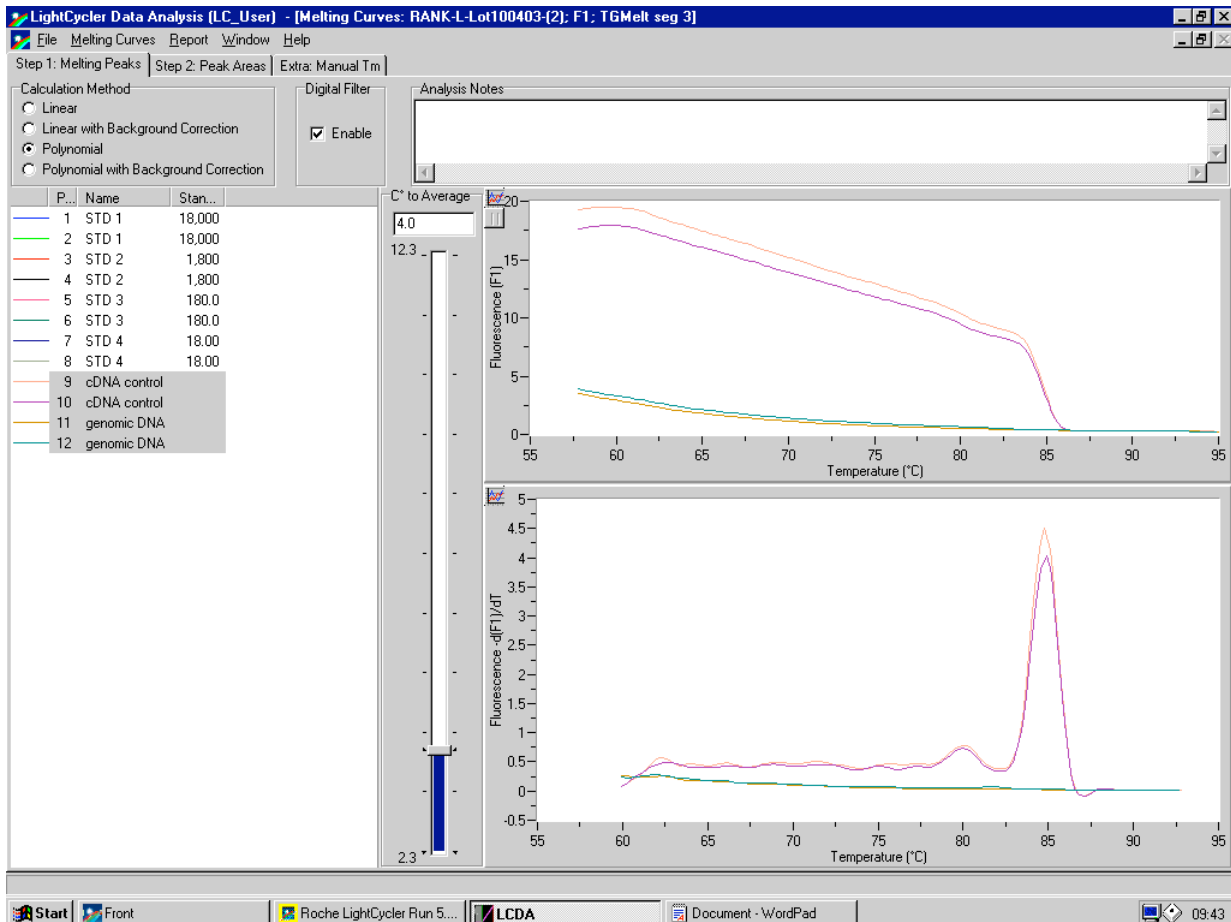 LightCycler Data Analysis (LC_User) - [Melting Curves: RANK-L-Lot100403-(2); F1; TGMelt seg 3]
File Melting Curves Report Window Help
Step 1: Melting Peaks Step 2: Peak Areas Extra: Manual Tm
Calculation Method
Linear
Linear with Background Correction
Polynomial
Polynomial with Background Correction
Digital Filter
Enable
Analysis Notes
P... Name Stan...
1 STD 1 18,000
2 STD 1 18,000
3 STD 2 1,800
4 STD 2 1,800
5 STD 3 180.0
6 STD 3 180.0
7 STD 4 18.00
8 STD 4 18.00
9 cDNA control
10 cDNA control
11 genomic DNA
12 genomic DNA
C° to Average
4.0
12.3
2.3
20
15
10
5
0
Fluorescence (F1)
55 60 65 70 75 80 85 90 95
Temperature (°C)
5
4.5
4
3.5
3
2.5
2
1.5
1
0.5
0
-0.5
Fluorescence -d(F1)/dT
55 60 65 70 75 80 85 90 95
Temperature (°C)
Start Front Roche LightCycler Run 5.... LCDA Document - WordPad 09:43